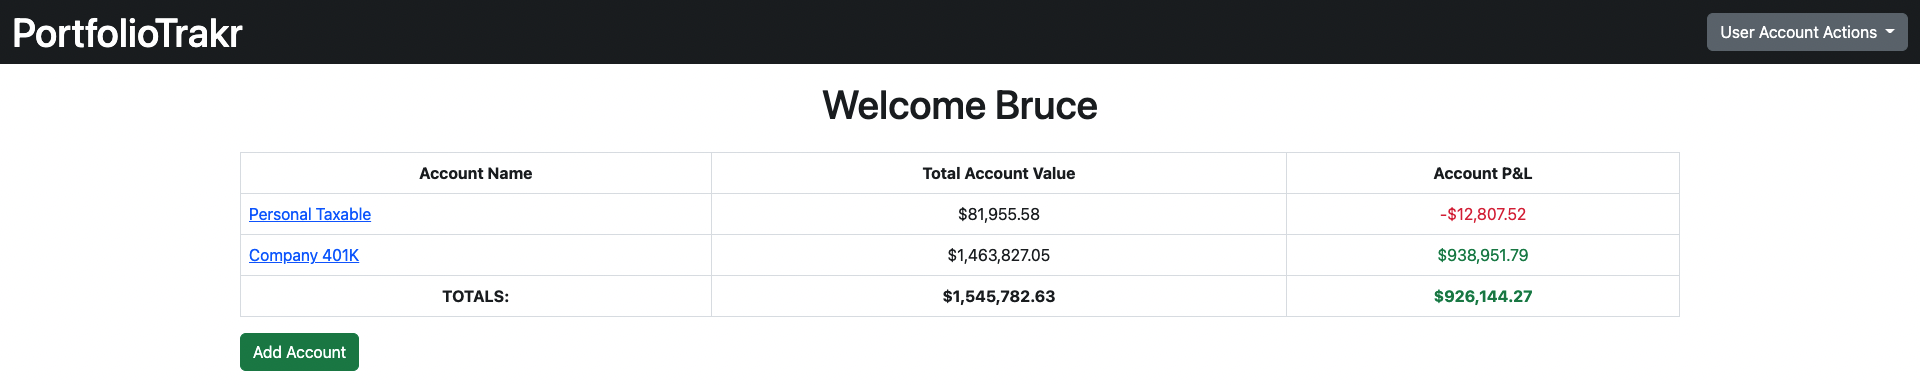 PortfolioTrakr User Account Actions
Welcome Bruce
Account Name Total Account Value Account P&L
Personal Taxable $81,955.58 -$12,807.52
Company 401K $1,463,827.05 $938,951.79
TOTALS: $1,545,782.63 $926,144.27
Add Account